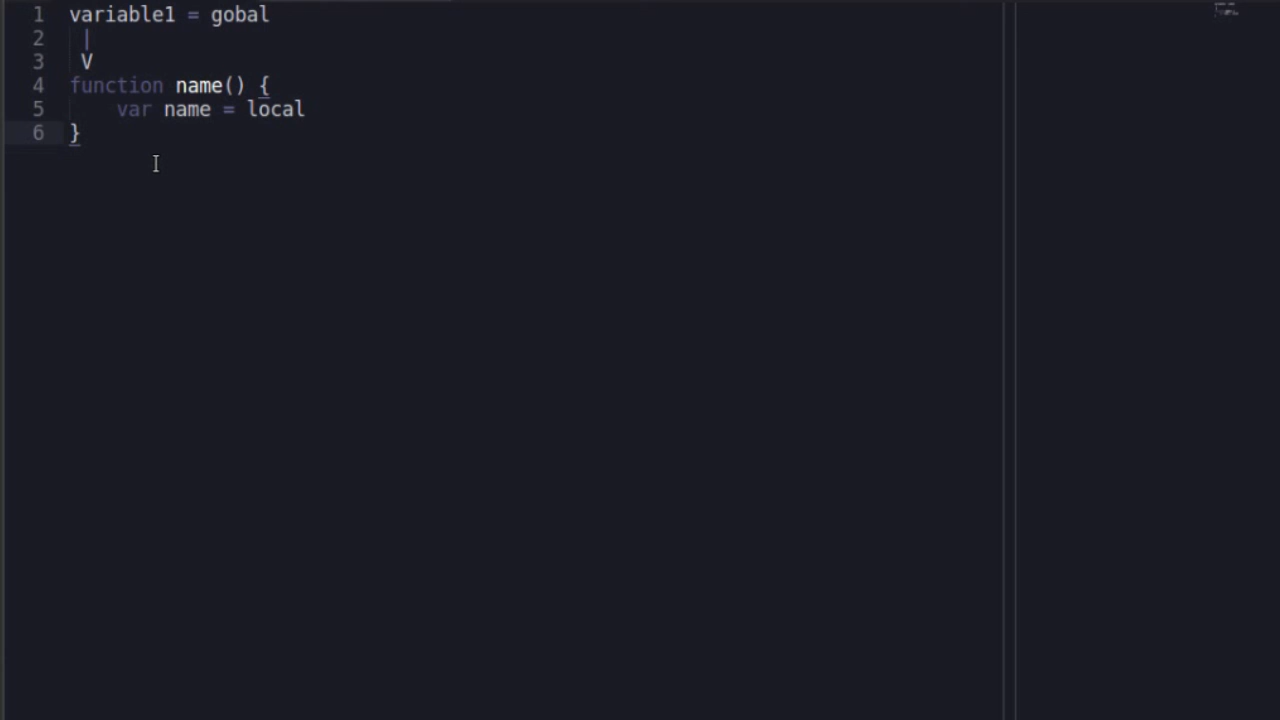 1 variable1 = gobal
2 |
3 V
4 function name() {
5 var name = local
6 }